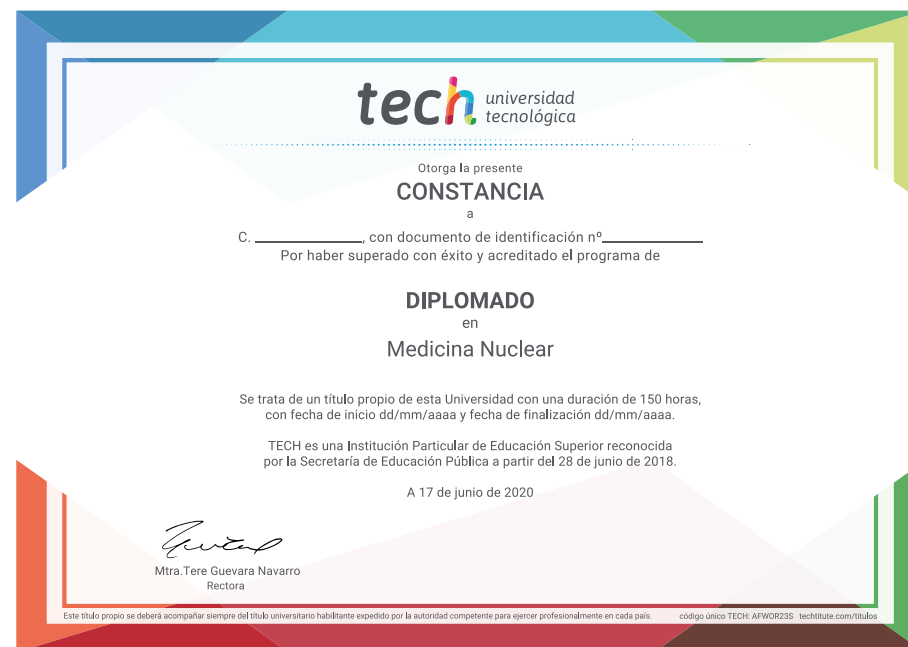 tech universidad
tecnológica
Otorga la presente
CONSTANCIA
a
C. ____________, con documento de identificación nº____________
Por haber superado con éxito y acreditado el programa de
DIPLOMADO
en
Medicina Nuclear
Se trata de un título propio de esta Universidad con una duración de 150 horas,
con fecha de inicio dd/mm/aaaa y fecha de finalización dd/mm/aaaa.
TECH es una Institución Particular de Educación Superior reconocida
por la Secretaría de Educación Pública a partir del 28 de junio de 2018.
A 17 de junio de 2020
Mtra.Tere Guevara Navarro
Rectora
Este título propio se deberá acompañar siempre del título universitario habilitante expedido por la autoridad competente para ejercer profesionalmente en cada país. código único TECH: AFWOR23S techtitute.com/titulos